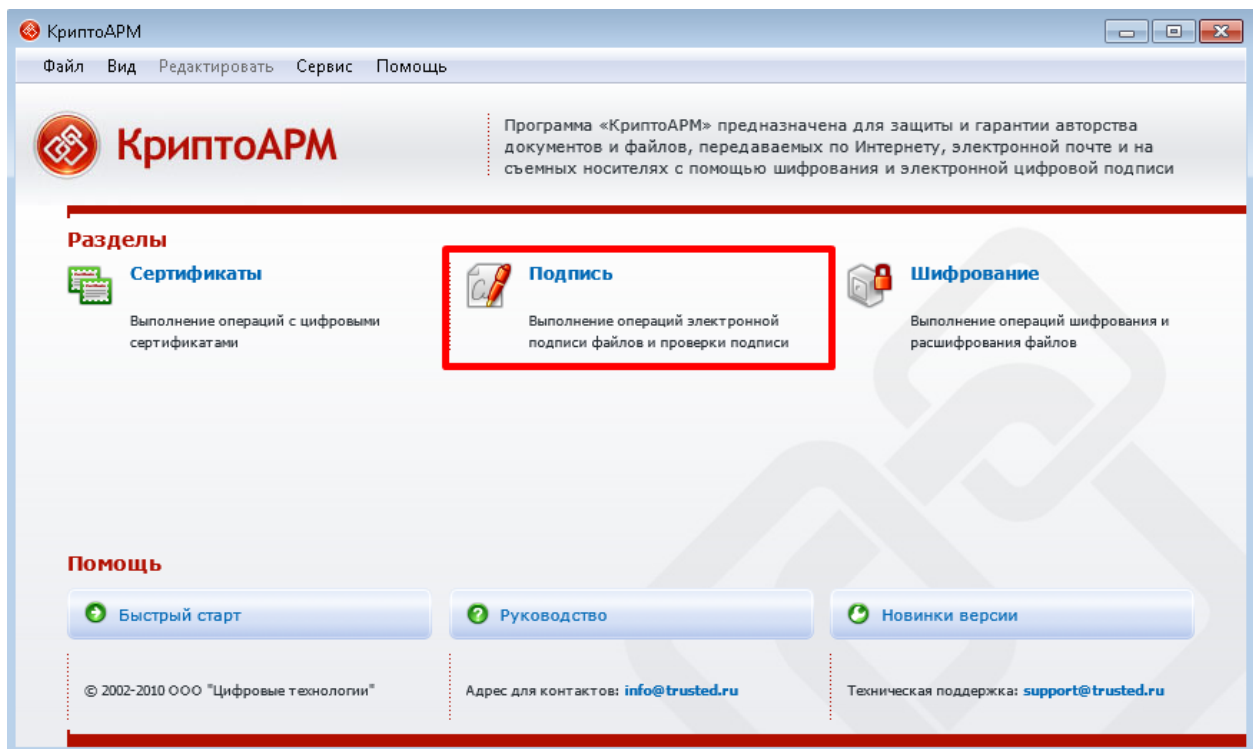 КриптоАРМ
Файл Вид Редактировать Сервис Помощь
КриптоАРМ
Программа «КриптоАРМ» предназначена для защиты и гарантии авторства
документов и файлов, передаваемых по Интернету, электронной почте и на
съемных носителях с помощью шифрования и электронной цифровой подписи
Разделы
Сертификаты
Выполнение операций с цифровыми
сертификатами
Подпись
Выполнение операций электронной
подписи файлов и проверки подписи
Шифрование
Выполнение операций шифрования и
расшифрования файлов
Помощь
Быстрый старт
Руководство
Новинки версии
© 2002-2010 ООО "Цифровые технологии"
Адрес для контактов: info@trusted.ru
Техническая поддержка: support@trusted.ru